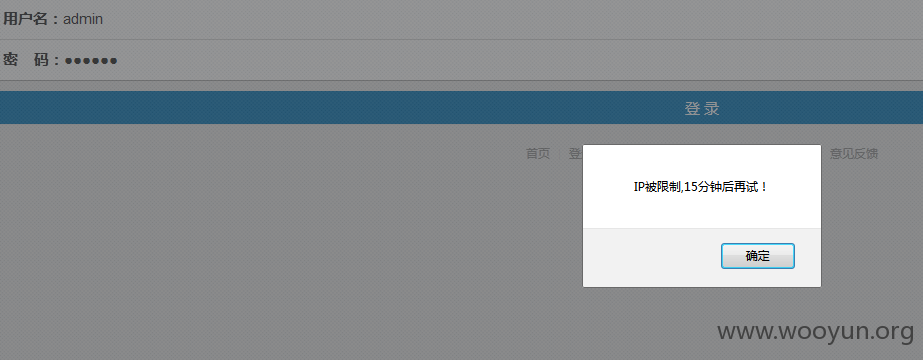 用户名：admin
密 码：●●●●●●
登 录
首页 登 意见反馈
IP被限制,15分钟后再试！
确定
www.wooyun.org